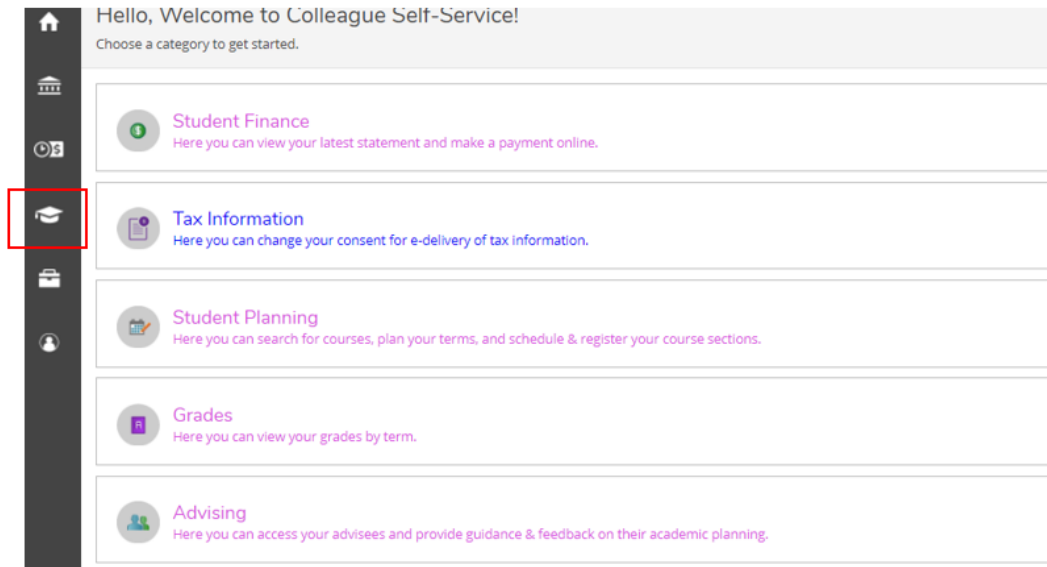 Hello, Welcome to Colleague Self-Service!
Choose a category to get started.
Student Finance
Here you can view your latest statement and make a payment online.
Tax Information
Here you can change your consent for e-delivery of tax information.
Student Planning
Here you can search for courses, plan your terms, and schedule & register your course sections.
Grades
Here you can view your grades by term.
Advising
Here you can access your advisees and provide guidance & feedback on their academic planning.